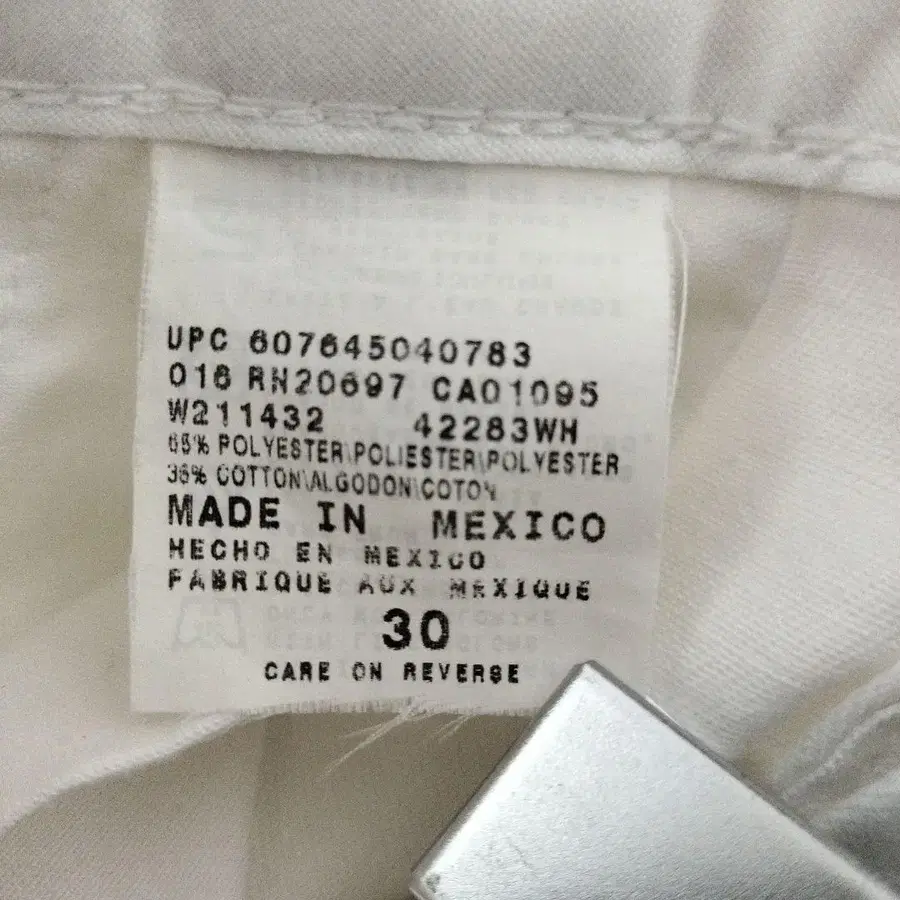 UPC 607645040783
016 RN20697 CA01095
W211432 42283WH
65% POLYESTER\POLIESTER\POLYESTER
35% COTTON\ALGODON\COTON
MADE IN MEXICO
HECHO EN MEXICO
FABRIQUE AUX MEXIQUE
30
CARE ON REVERSE